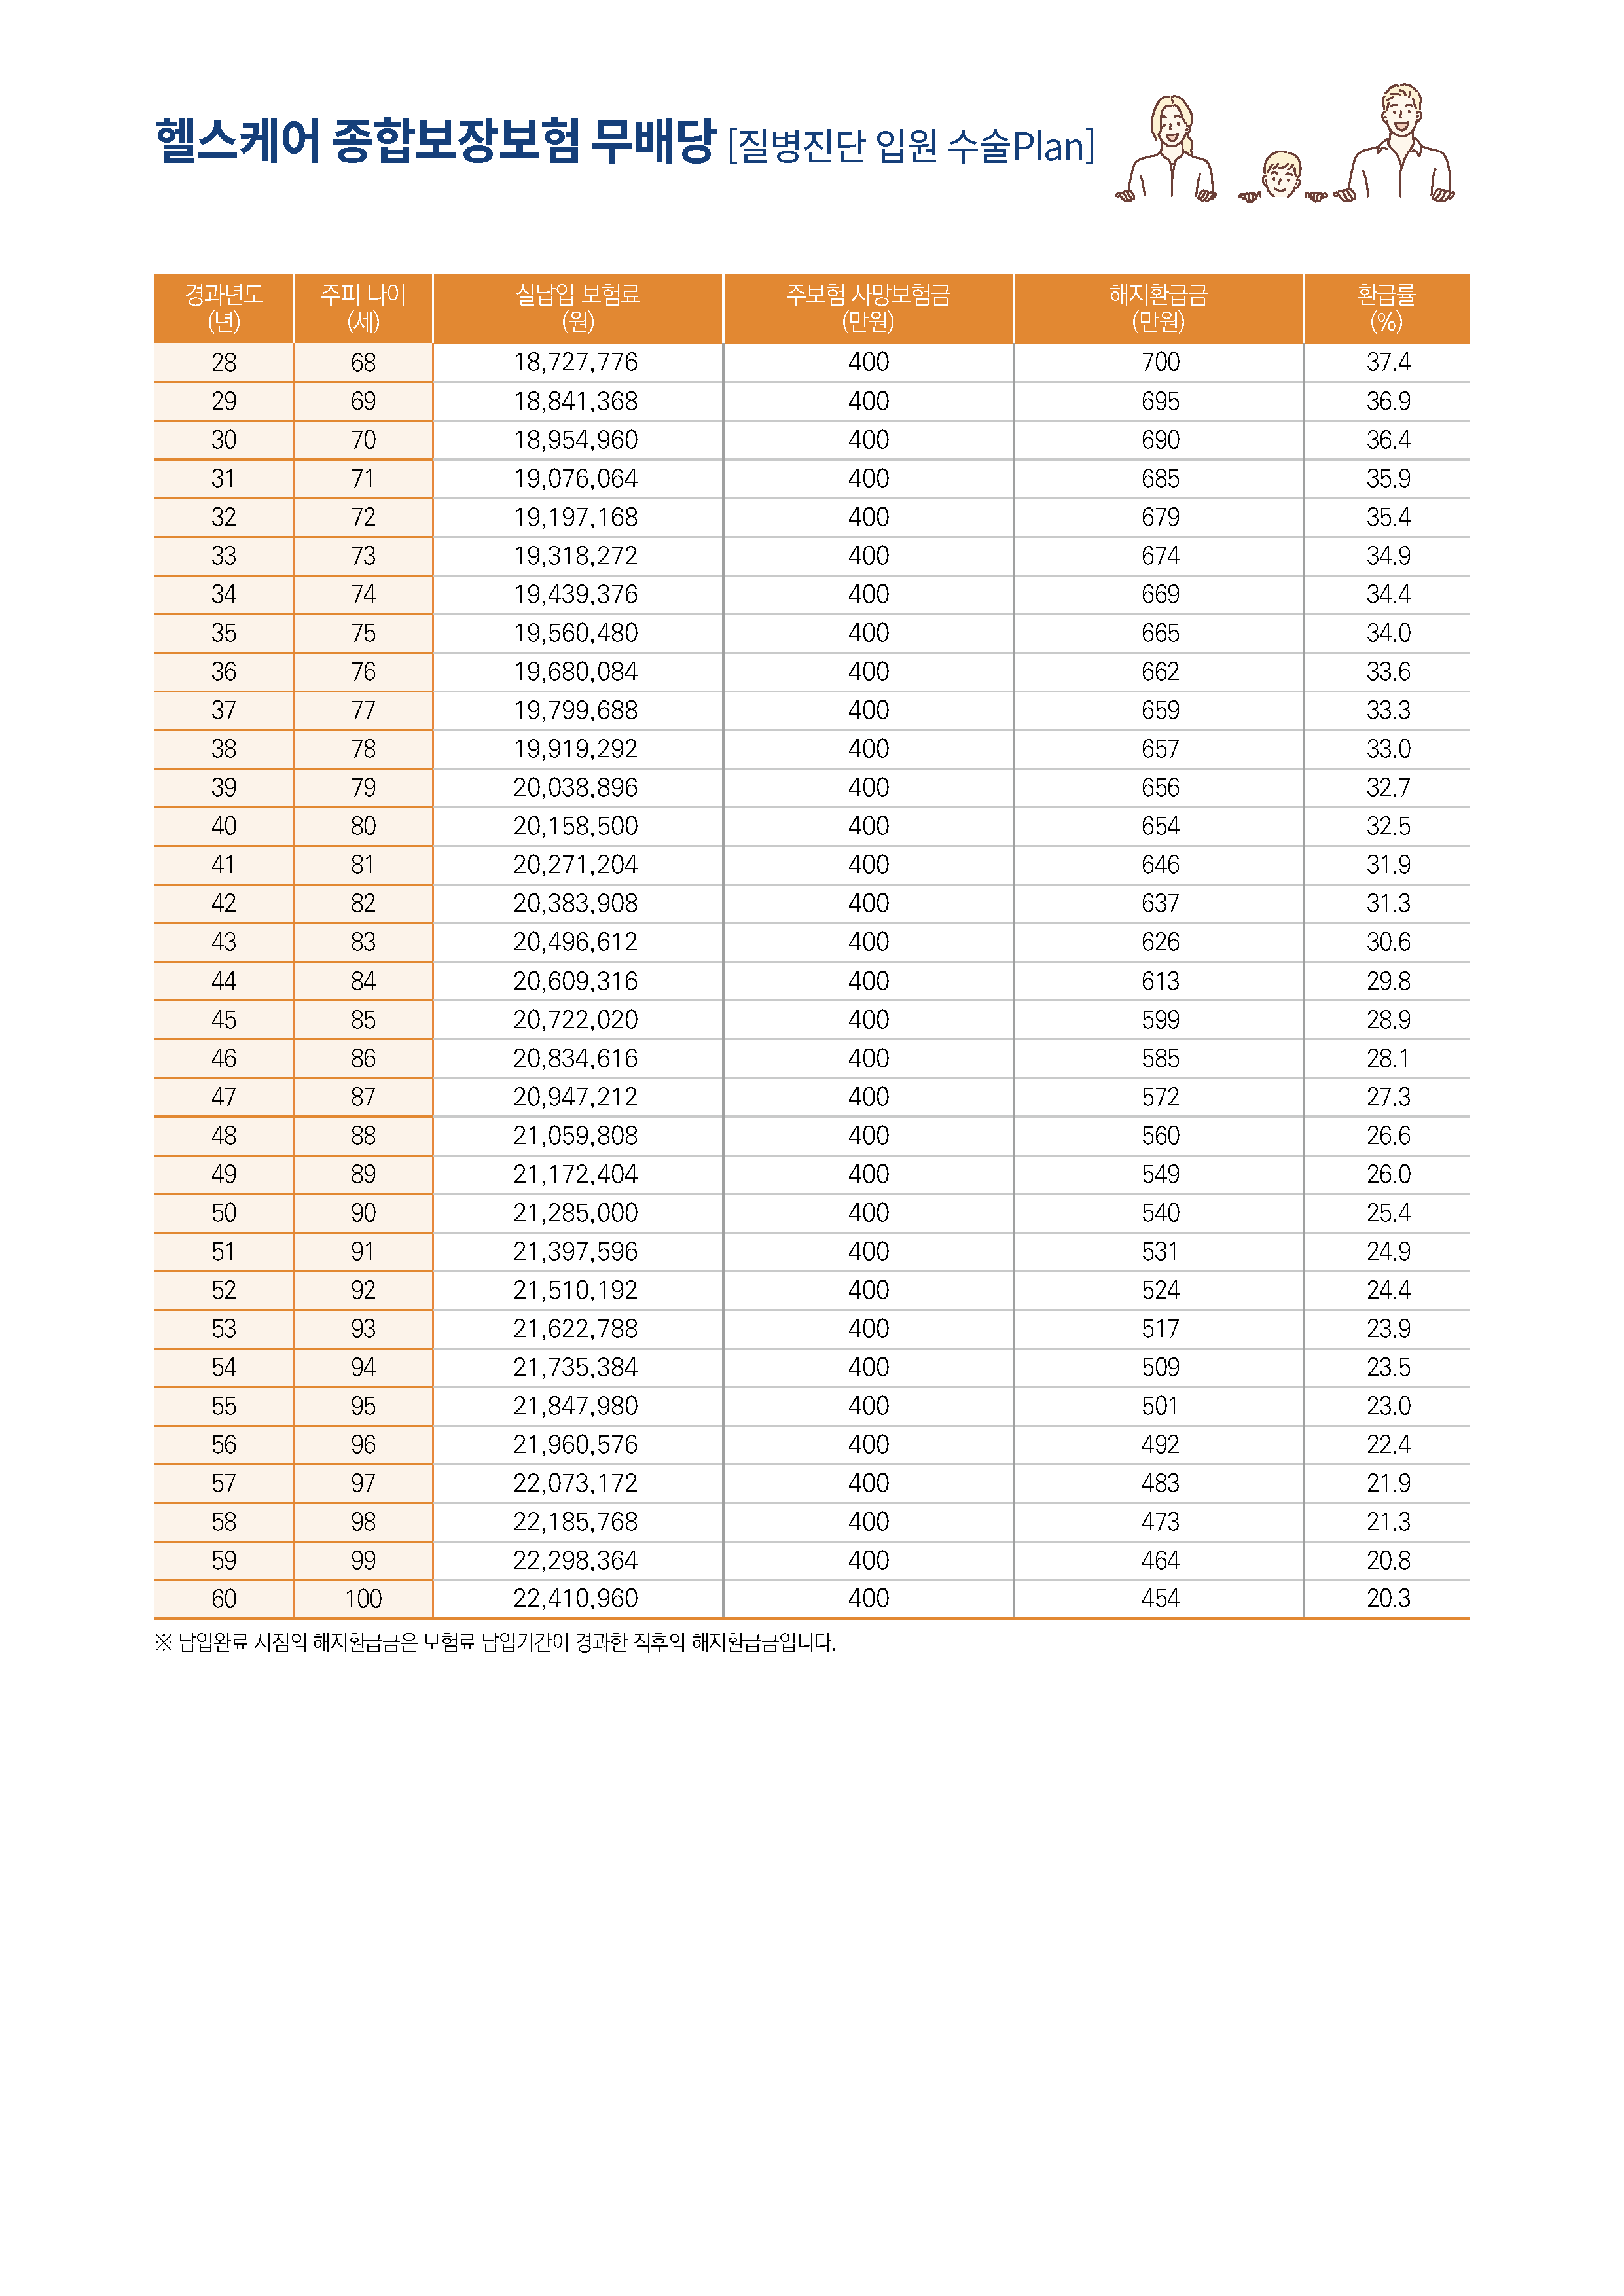 헬스케어 종합보장보험 무배당 [질병진단 입원 수술Plan]
경과년도 (년) 주피 나이 (세) 실납입 보험료 (원) 주보험 사망보험금 (만원) 해지환급금 (만원) 환급률 (%)
28 68 18,727,776 400 700 37.4
29 69 18,841,368 400 695 36.9
30 70 18,954,960 400 690 36.4
31 71 19,076,064 400 685 35.9
32 72 19,197,168 400 679 35.4
33 73 19,318,272 400 674 34.9
34 74 19,439,376 400 669 34.4
35 75 19,560,480 400 665 34.0
36 76 19,680,084 400 662 33.6
37 77 19,799,688 400 659 33.3
38 78 19,919,292 400 657 33.0
39 79 20,038,896 400 656 32.7
40 80 20,158,500 400 654 32.5
41 81 20,271,204 400 646 31.9
42 82 20,383,908 400 637 31.3
43 83 20,496,612 400 626 30.6
44 84 20,609,316 400 613 29.8
45 85 20,722,020 400 599 28.9
46 86 20,834,616 400 585 28.1
47 87 20,947,212 400 572 27.3
48 88 21,059,808 400 560 26.6
49 89 21,172,404 400 549 26.0
50 90 21,285,000 400 540 25.4
51 91 21,397,596 400 531 24.9
52 92 21,510,192 400 524 24.4
53 93 21,622,788 400 517 23.9
54 94 21,735,384 400 509 23.5
55 95 21,847,980 400 501 23.0
56 96 21,960,576 400 492 22.4
57 97 22,073,172 400 483 21.9
58 98 22,185,768 400 473 21.3
59 99 22,298,364 400 464 20.8
60 100 22,410,960 400 454 20.3
※ 납입완료 시점의 해지환급금은 보험료 납입기간이 경과한 직후의 해지환급금입니다.